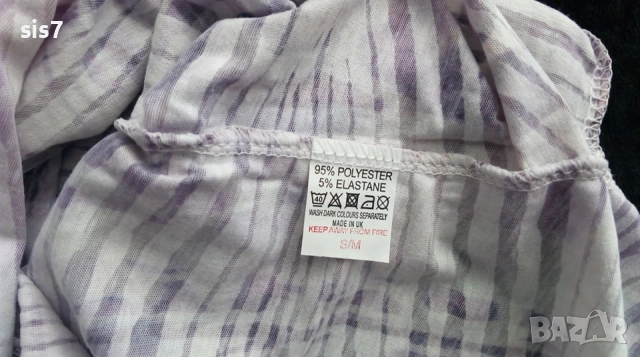 sis7
95% POLYESTER
5% ELASTANE
40
WASH DARK COLOURS SEPARATELY
MADE IN UK
KEEP AWAY FROM FIRE
S/M
BAZAR